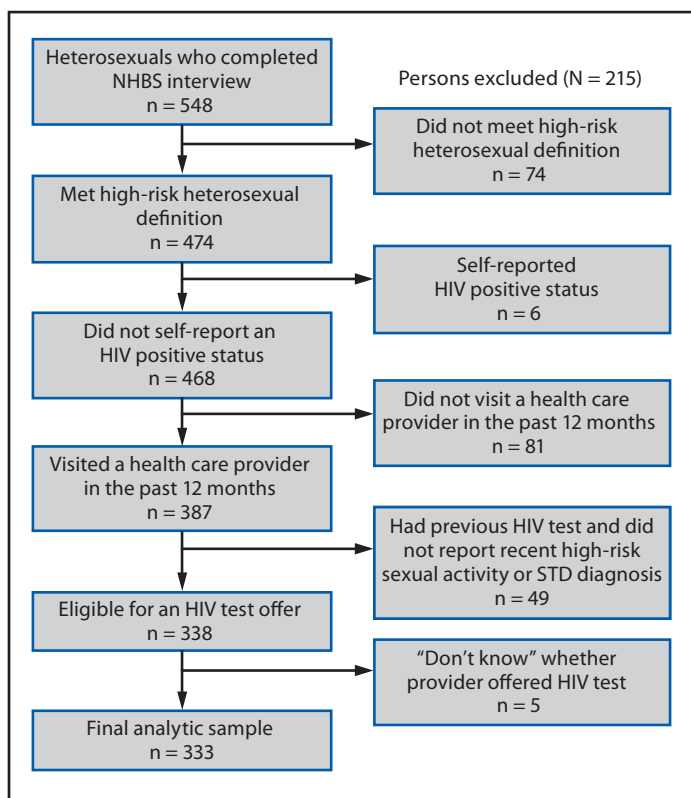 Heterosexuals who completed
NHBS interview
n = 548
Persons excluded (N = 215)
Did not meet high-risk
heterosexual definition
n = 74
Met high-risk heterosexual
definition
n = 474
Self-reported
HIV positive status
n = 6
Did not self-report an
HIV positive status
n = 468
Did not visit a health care
provider in the past 12 months
n = 81
Visited a health care provider
in the past 12 months
n = 387
Had previous HIV test and did
not report recent high-risk
sexual activity or STD diagnosis
n = 49
Eligible for an HIV test offer
n = 338
“Don’t know” whether
provider offered HIV test
n = 5
Final analytic sample
n = 333